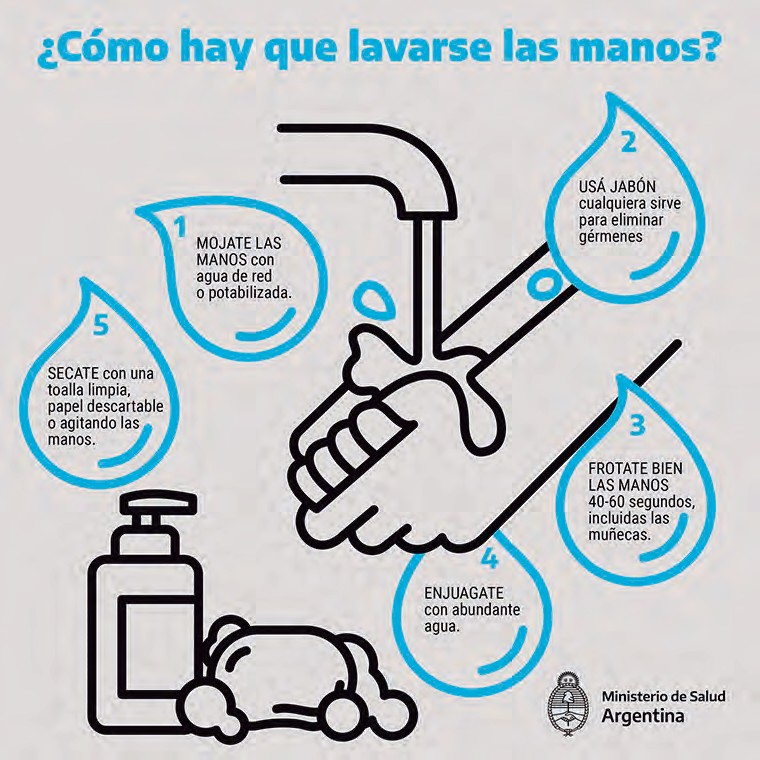 ¿Cómo hay que lavarse las manos?
1
MOJATE LAS
MANOS con
agua de red
o potabilizada.
2
USÁ JABÓN
cualquiera sirve
para eliminar
gérmenes
3
FROTATE BIEN
LAS MANOS
40-60 segundos,
incluidas las
muñecas.
4
ENJUAGATE
con abundante
agua.
5
SECATE con una
toalla limpia,
papel descartable
o agitando las
manos.
Ministerio de Salud
Argentina